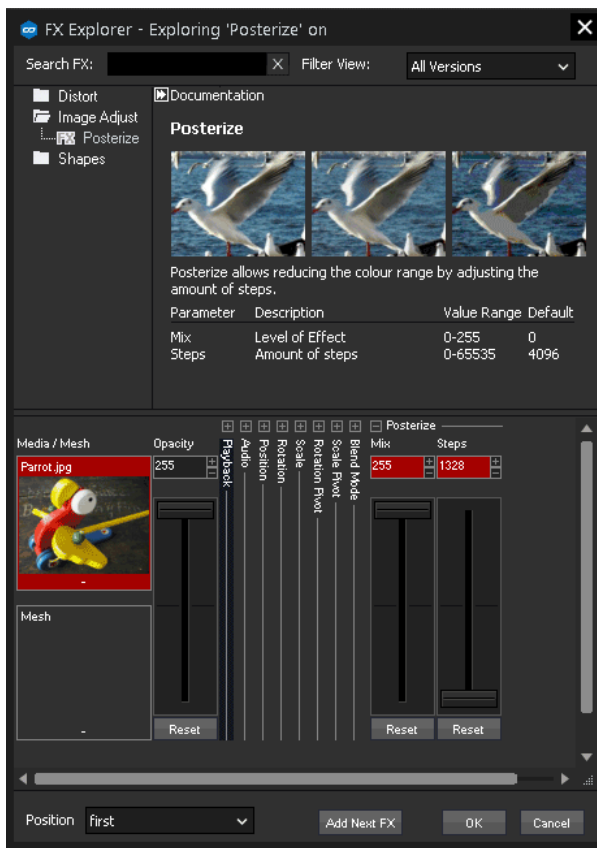 FX Explorer - Exploring 'Posterize' on
Search FX:
X
Filter View:
All Versions
Distort
Image Adjust
FX Posterize
Shapes
Documentation
Posterize
Posterize allows reducing the colour range by adjusting the
amount of steps.
Parameter Description Value Range Default
Mix Level of Effect 0-255 0
Steps Amount of steps 0-65535 4096
Media / Mesh
Parrot.jpg
-
Mesh
-
Opacity
255
Reset
Playback
Audio
Position
Rotation
Scale
Rotation Pivot
Scale Pivot
Blend Mode
Posterize
Mix Steps
255 1328
Reset Reset
Position first
Add Next FX OK Cancel